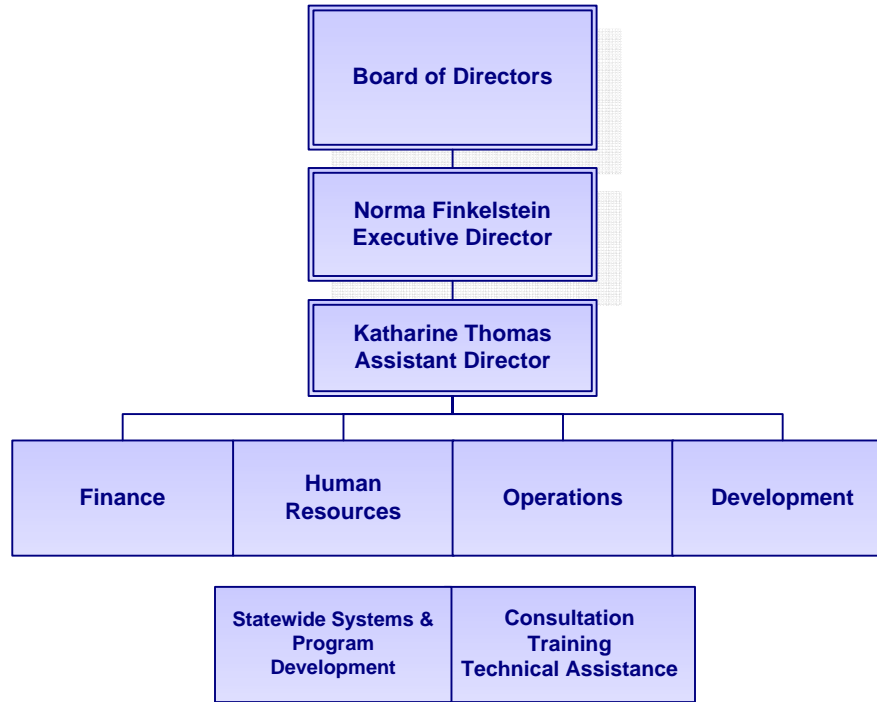 Board of Directors
Norma Finkelstein
Executive Director
Katharine Thomas
Assistant Director
Finance
Human
Resources
Operations
Development
Statewide Systems &
Program
Development
Consultation
Training
Technical Assistance